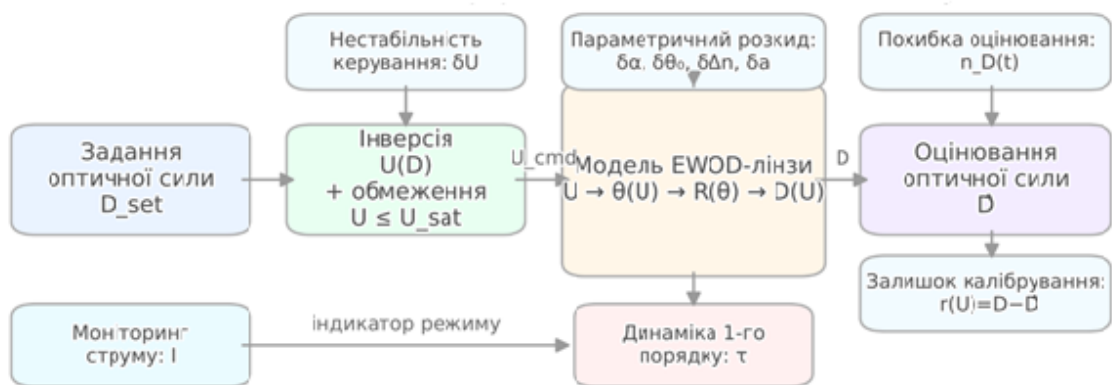 Нестабільність
керування: δU
Параметричний розкид:
δα, δθ₀, δΔn, δa
Похибка оцінювання:
n_D(t)
Задання
оптичної сили
D_set
Інверсія
U(D)
+ обмеження
U ≤ U_sat
U_cmd
Модель EWOD-лінзи
U → θ(U) → R(θ) → D(U)
D
Оцінювання
оптичної сили
D̂
Залишок калібрування:
r(U)=D−D̂
Моніторинг
струму: I
індикатор режиму
Динаміка 1-го
порядку: τ